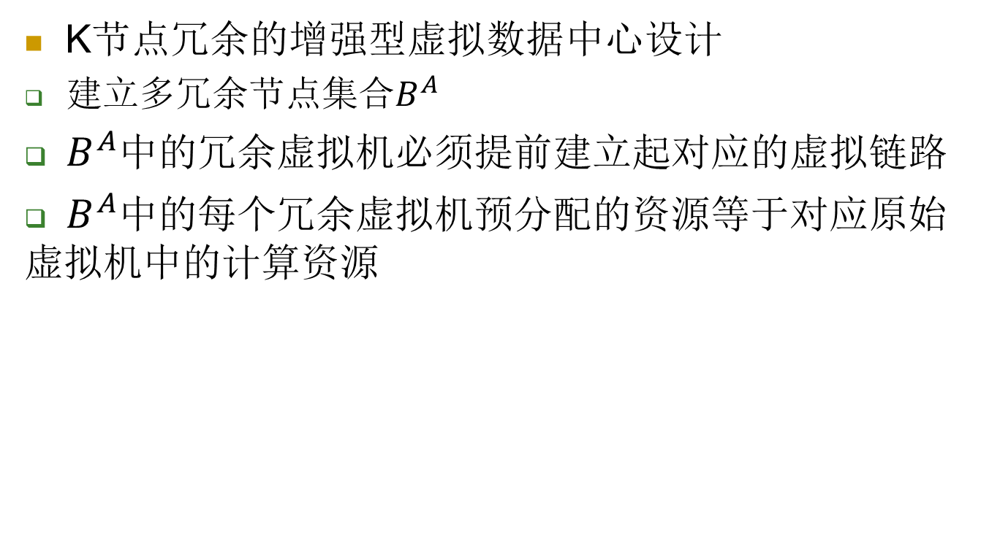 K节点冗余的增强型虚拟数据中心设计
建立多冗余节点集合Bᴬ
Bᴬ中的冗余虚拟机必须提前建立起对应的虚拟链路
Bᴬ中的每个冗余虚拟机预分配的资源等于对应原始
虚拟机中的计算资源